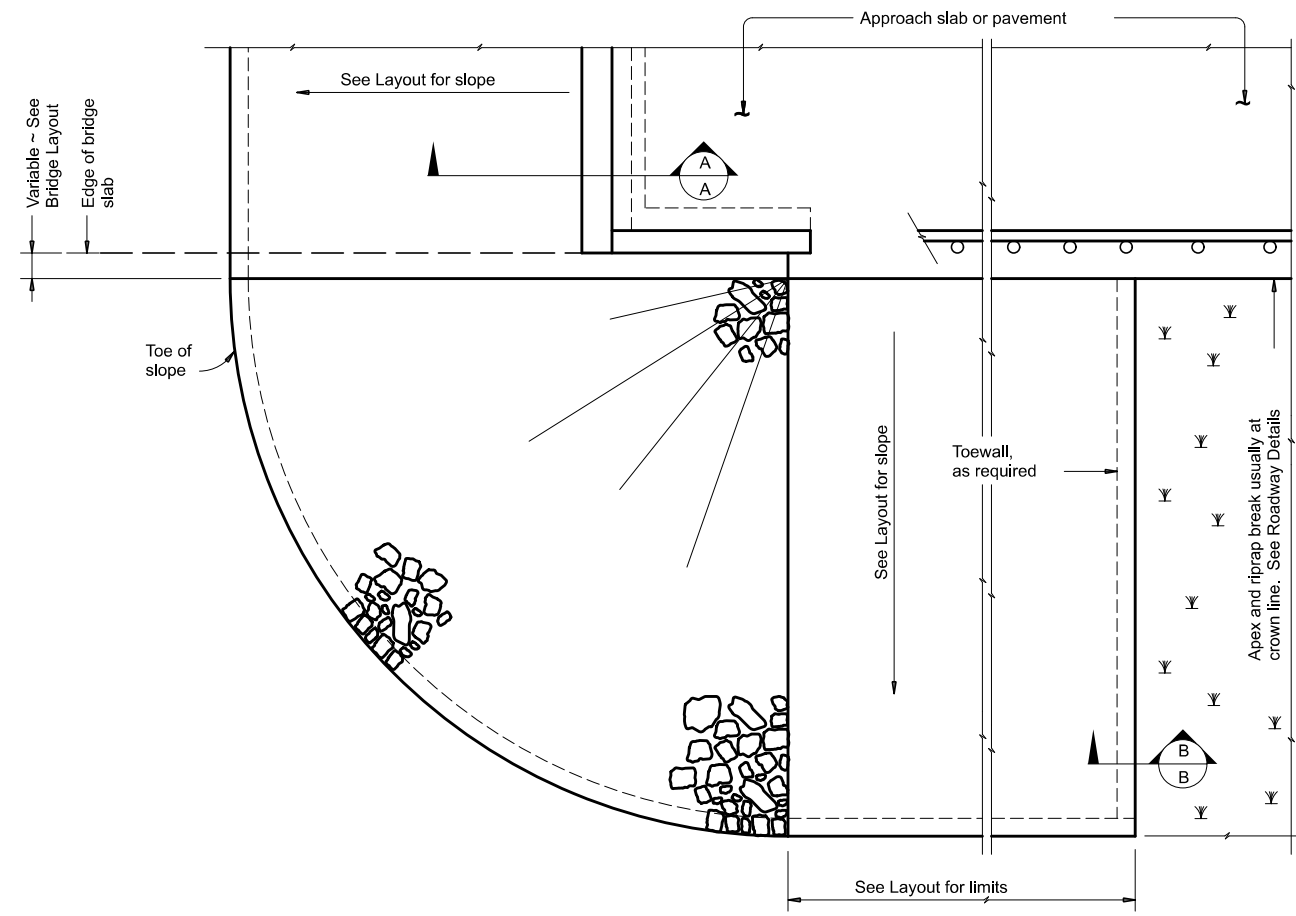 Approach slab or pavement
See Layout for slope
Variable ~ See
Bridge Layout
Edge of bridge
slab
A
A
Toe of
slope
See Layout for slope
Toewall,
as required
Apex and riprap break usually at
crown line. See Roadway Details
B
B
See Layout for limits